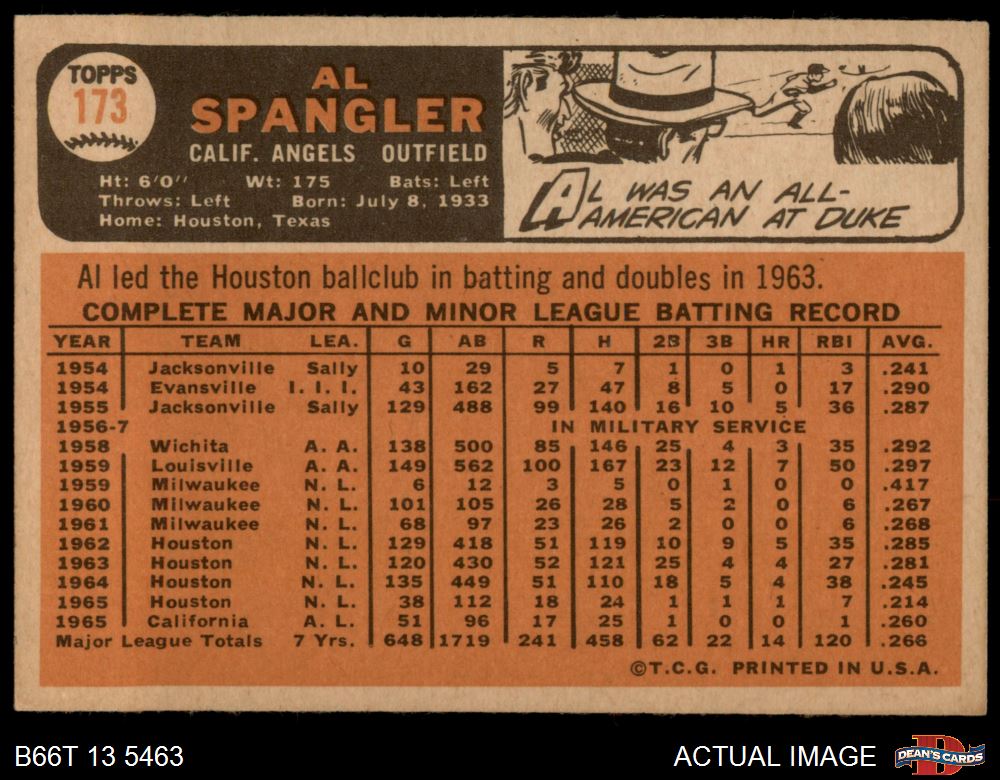 TOPPS
173
AL
SPANGLER
CALIF. ANGELS OUTFIELD
Ht: 6'0" Wt: 175 Bats: Left
Throws: Left Born: July 8, 1933
Home: Houston, Texas
AL WAS AN ALL-
AMERICAN AT DUKE
Al led the Houston ballclub in batting and doubles in 1963.
COMPLETE MAJOR AND MINOR LEAGUE BATTING RECORD
YEAR TEAM LEA. G AB R H 2B 3B HR RBI AVG.
1954 Jacksonville Sally 10 29 5 7 1 0 1 3 .241
1954 Evansville I. I. I. 43 162 27 47 8 5 0 17 .290
1955 Jacksonville Sally 129 488 99 140 16 10 5 36 .287
1956-7 IN MILITARY SERVICE
1958 Wichita A. A. 138 500 85 146 25 4 3 35 .292
1959 Louisville A. A. 149 562 100 167 23 12 7 50 .297
1959 Milwaukee N. L. 6 12 3 5 0 1 0 0 .417
1960 Milwaukee N. L. 101 105 26 28 5 2 0 6 .267
1961 Milwaukee N. L. 68 97 23 26 2 0 0 6 .268
1962 Houston N. L. 129 418 51 119 10 9 5 35 .285
1963 Houston N. L. 120 430 52 121 25 4 4 27 .281
1964 Houston N. L. 135 449 51 110 18 5 4 38 .245
1965 Houston N. L. 38 112 18 24 1 1 1 7 .214
1965 California A. L. 51 96 17 25 1 0 0 1 .260
Major League Totals 7 Yrs. 648 1719 241 458 62 22 14 120 .266
©T.C.G. PRINTED IN U.S.A.
B66T 13 5463 ACTUAL IMAGE DEAN'S CARDS